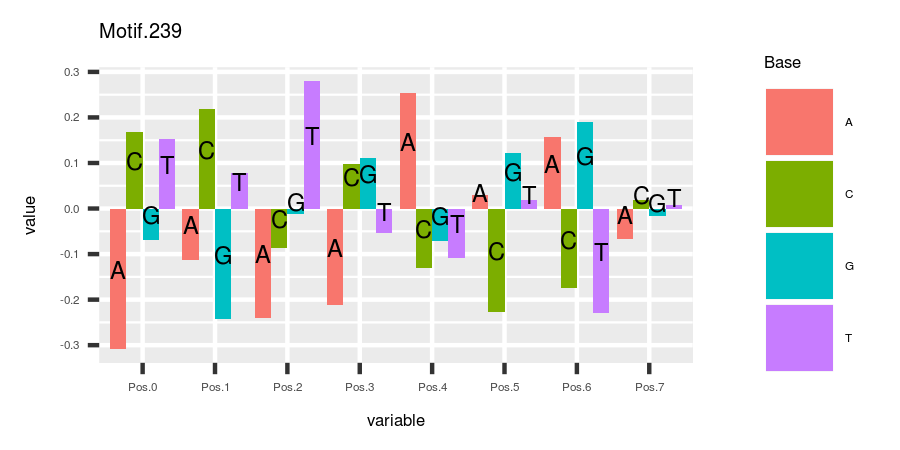 Motif.239
Base
A
C
G
T
value
0.3
0.2
0.1
0.0
-0.1
-0.2
-0.3
A C G T
A C G T
A C G T
A C G T
A C G T
A C G T
A C G T
A C G T
Pos.0 Pos.1 Pos.2 Pos.3 Pos.4 Pos.5 Pos.6 Pos.7
variable